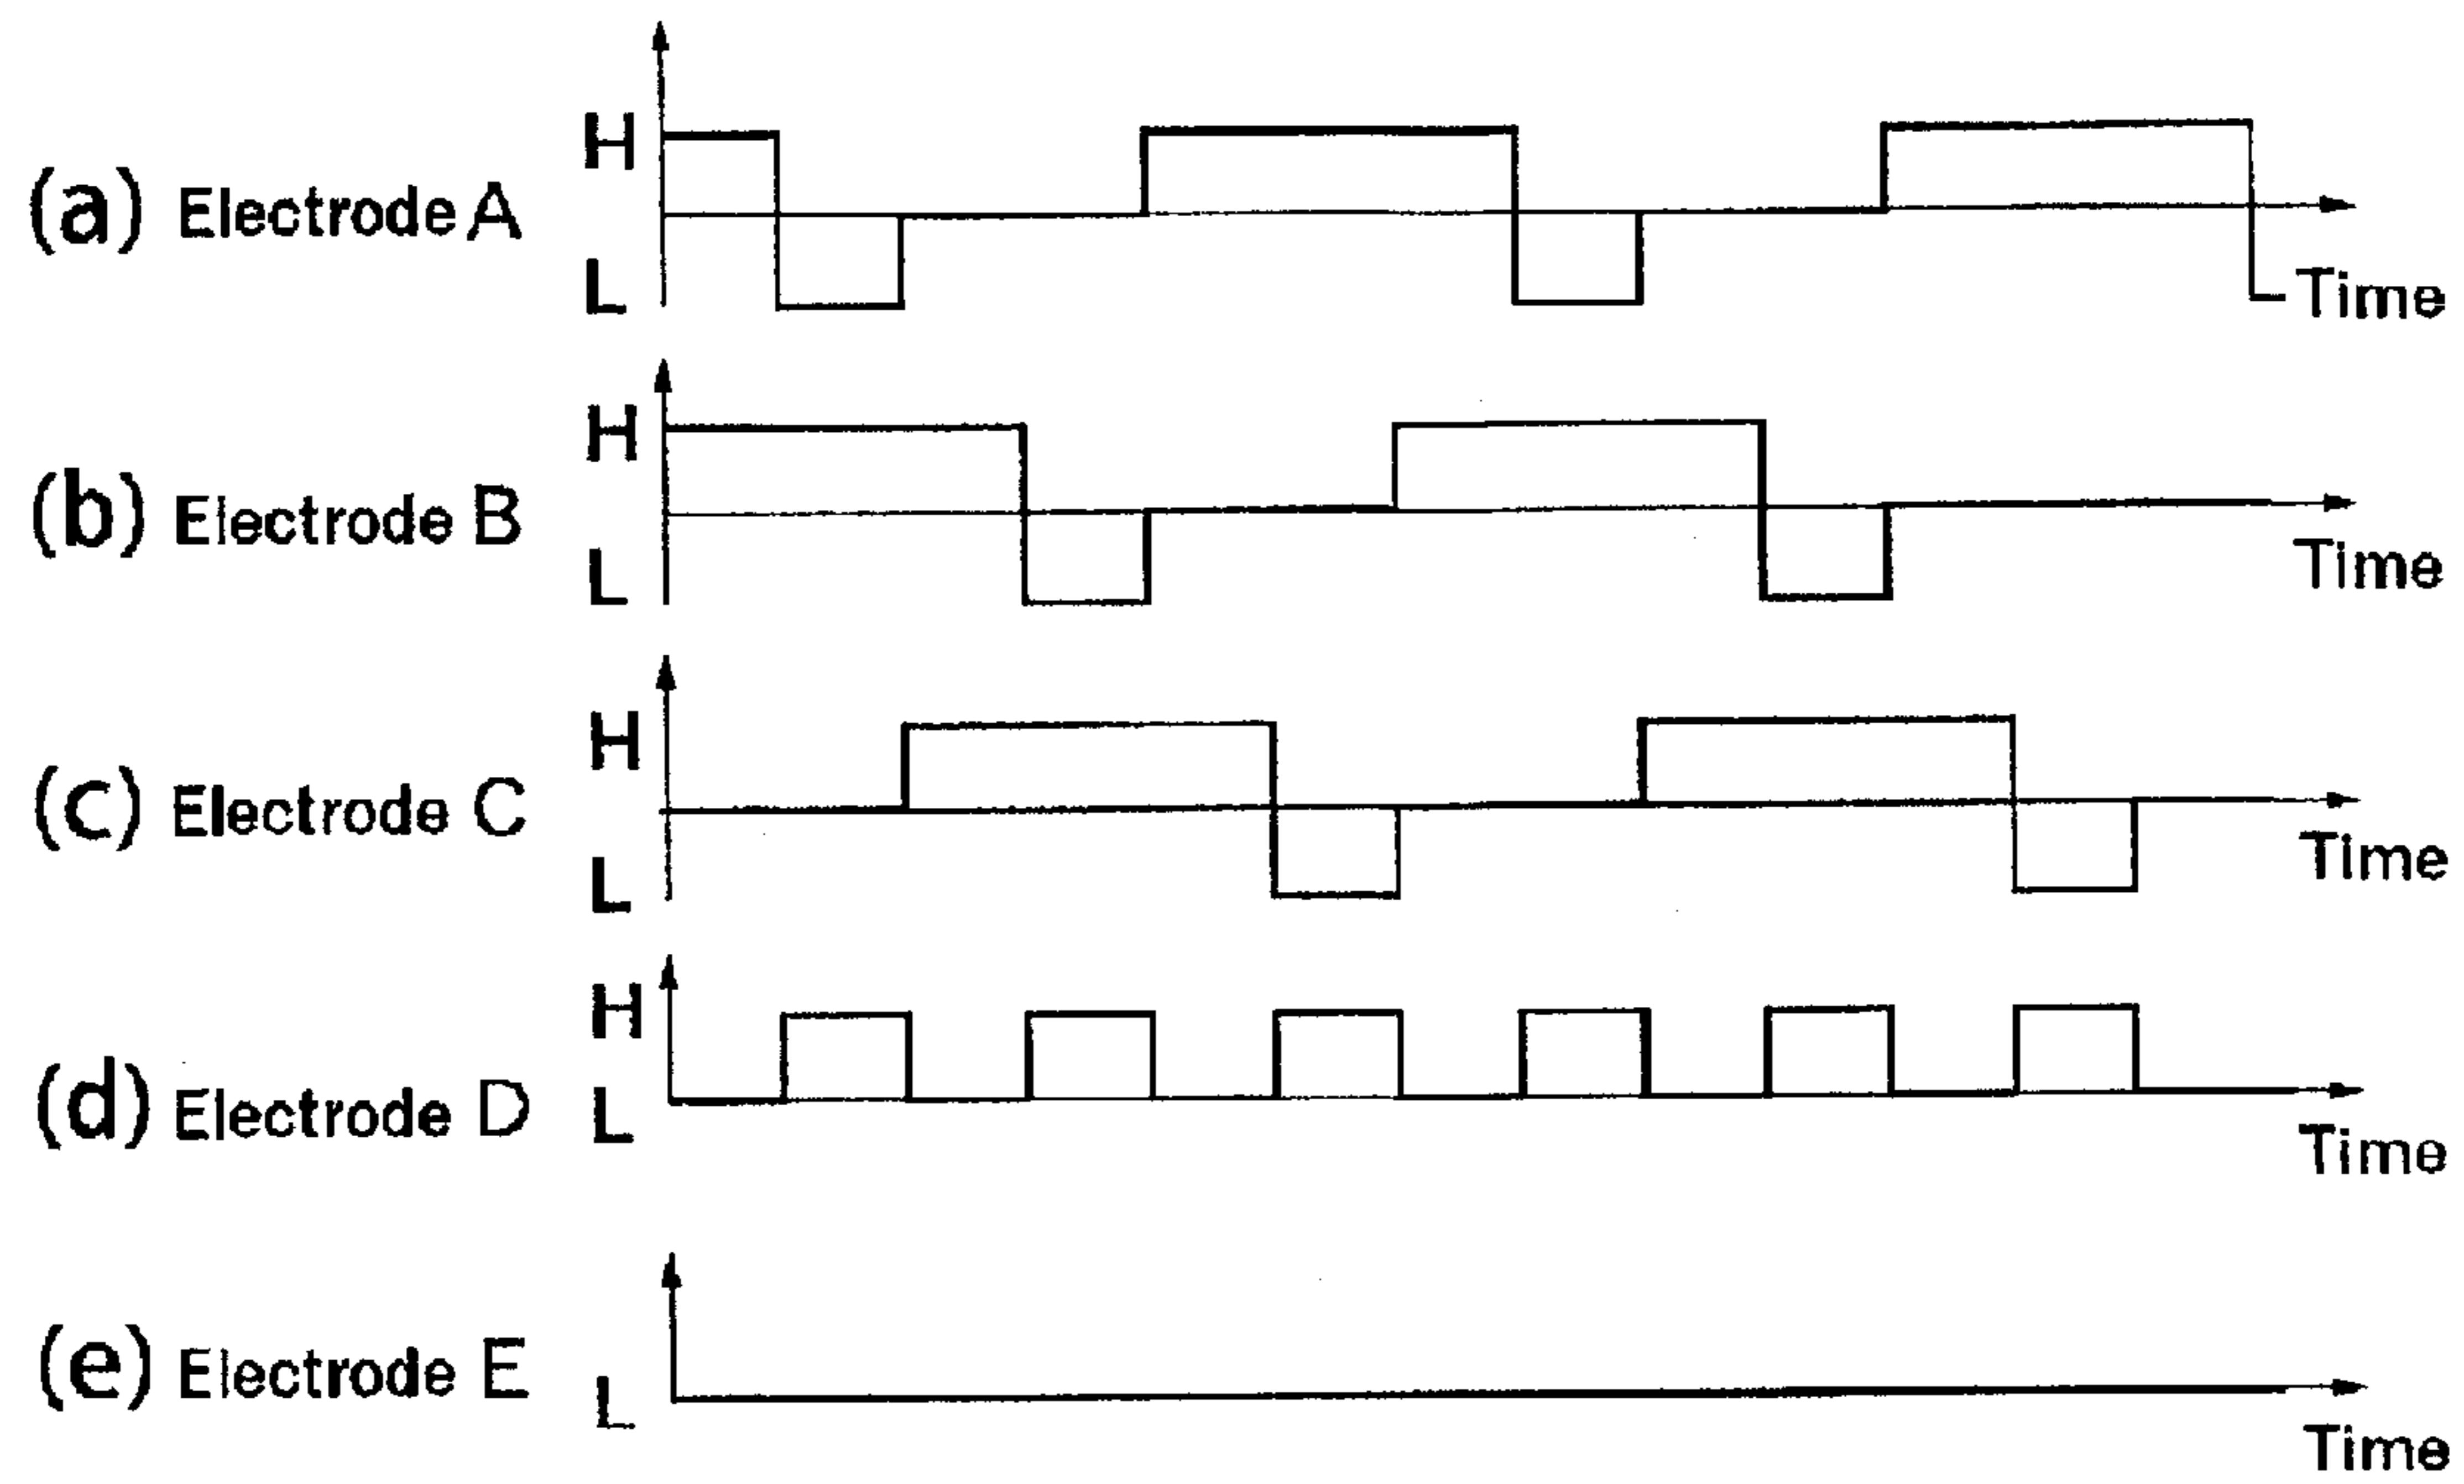 H
(a) Electrode A
L
Time
H
(b) Electrode B
L
Time
H
(c) Electrode C
L
Time
H
(d) Electrode D
L
Time
(e) Electrode E
L
Time